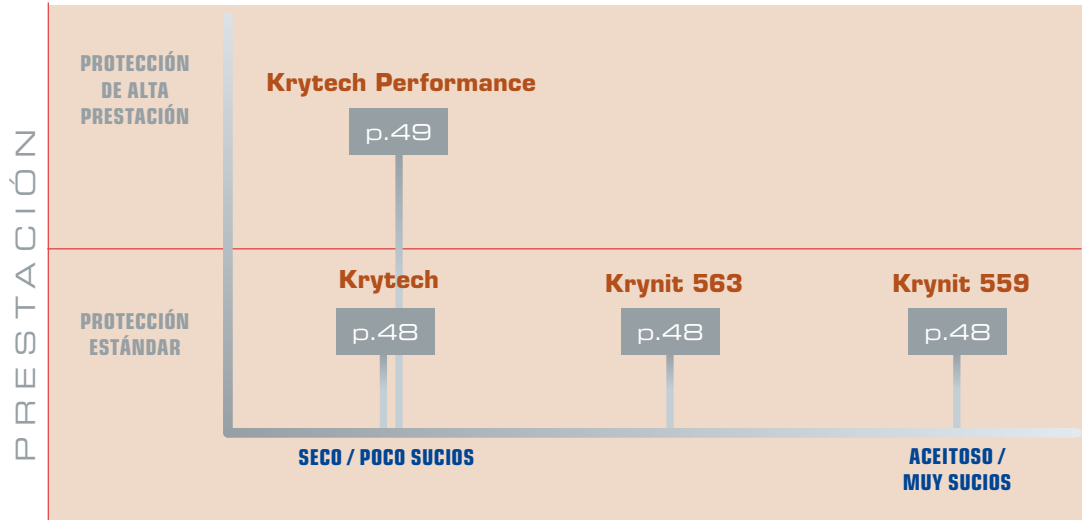 PRESTACIÓN
PROTECCIÓN
DE ALTA
PRESTACIÓN
Krytech Performance
p.49
PROTECCIÓN
ESTÁNDAR
Krytech
p.48
Krynit 563
p.48
Krynit 559
p.48
SECO / POCO SUCIOS
ACEITOSO /
MUY SUCIOS